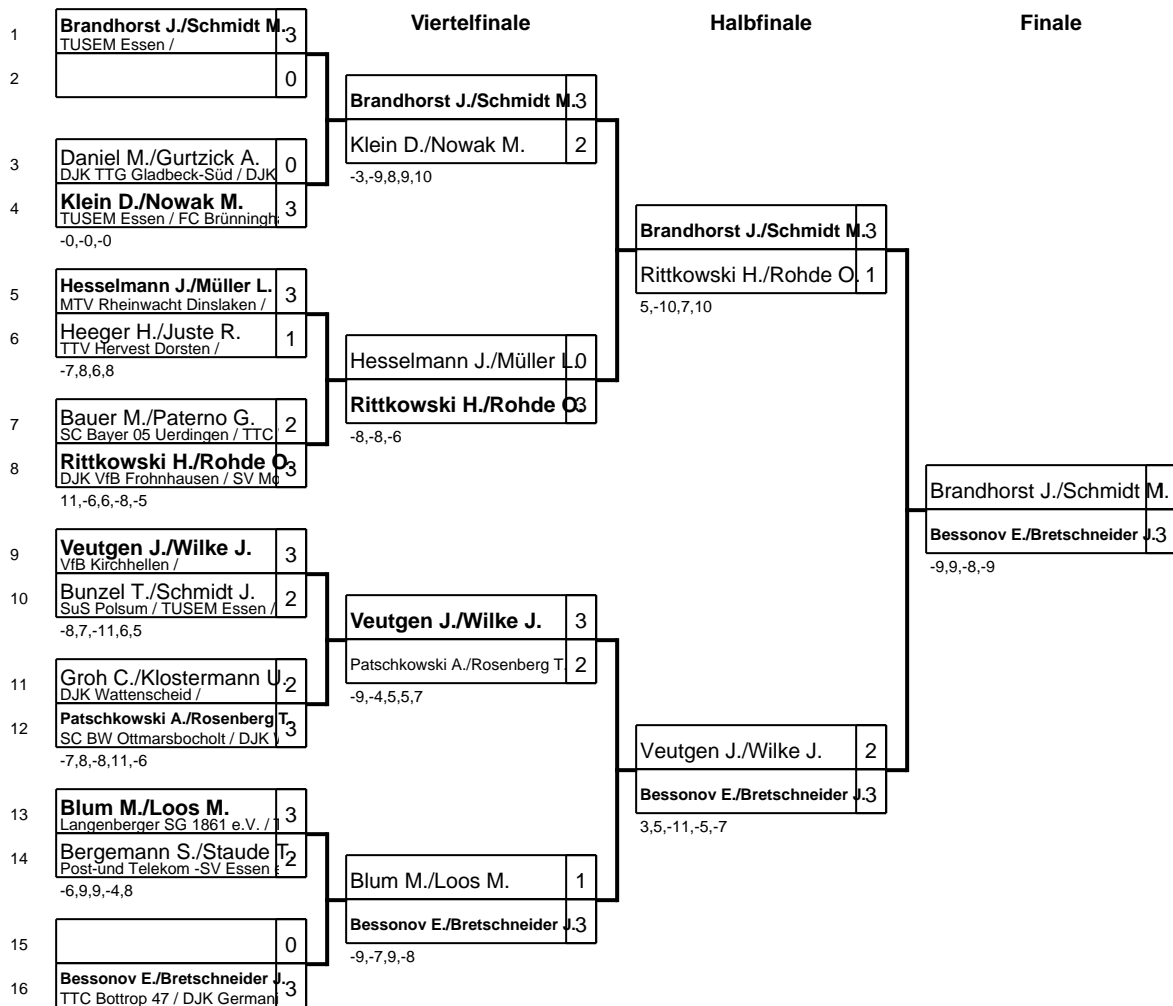 Viertelfinale
Halbfinale
Finale
1
Brandhorst J./Schmidt M. 3
TUSEM Essen /
2
0
3
Daniel M./Gurtzick A. 0
DJK TTG Gladbeck-Süd / DJK
4
Klein D./Nowak M. 3
TUSEM Essen / FC
-0,-0,-0
5
Hesselmann J./Müller L. 3
MTV Rheinwacht Dinslaken /
6
Heeger H./Juste R. 1
TTV Hervest Dorsten /
-7,8,6,8
7
Bauer M./Paterno G. 2
SC Bayer 05 Uerdingen / TTC
8
Rittkowski H./Rohde O. 3
DJK VfB Frohnhausen / SV
11,-6,6,-8,-5
9
Veutgen J./Wilke J. 3
VfB Kirchhellen /
10
Bunzel T./Schmidt J. 2
SuS Polsum / TUSEM Essen /
-8,7,-11,6,5
11
Groh C./Klostermann U. 2
DJK Wattenscheid /
12
Patschkowski A./Rosenberg T. 3
SC BW Ottmarsbocholt / DJK
-7,8,-8,11,-6
13
Blum M./Loos M. 3
Langenberger SG 1861 e.V. /
14
Bergemann S./Staude T. 2
Post-und Telekom -SV Essen
-6,9,9,-4,8
15
0
16
Bessonov E./Bretschneider J. 3
TTC Bottrop 47 / DJK
Brandhorst J./Schmidt M. 3
Klein D./Nowak M. 2
-3,-9,8,9,10
Hesselmann J./Müller L. 0
Rittkowski H./Rohde O. 3
-8,-8,-6
Veutgen J./Wilke J. 3
Patschkowski A./Rosenberg T. 2
-9,-4,5,5,7
Blum M./Loos M. 1
Bessonov E./Bretschneider J. 3
-9,-7,9,-8
Brandhorst J./Schmidt M. 3
Rittkowski H./Rohde O. 1
5,-10,7,10
Veutgen J./Wilke J. 2
Bessonov E./Bretschneider J. 3
3,5,-11,-5,-7
Brandhorst J./Schmidt M.
Bessonov E./Bretschneider J. 3
-9,9,-8,-9